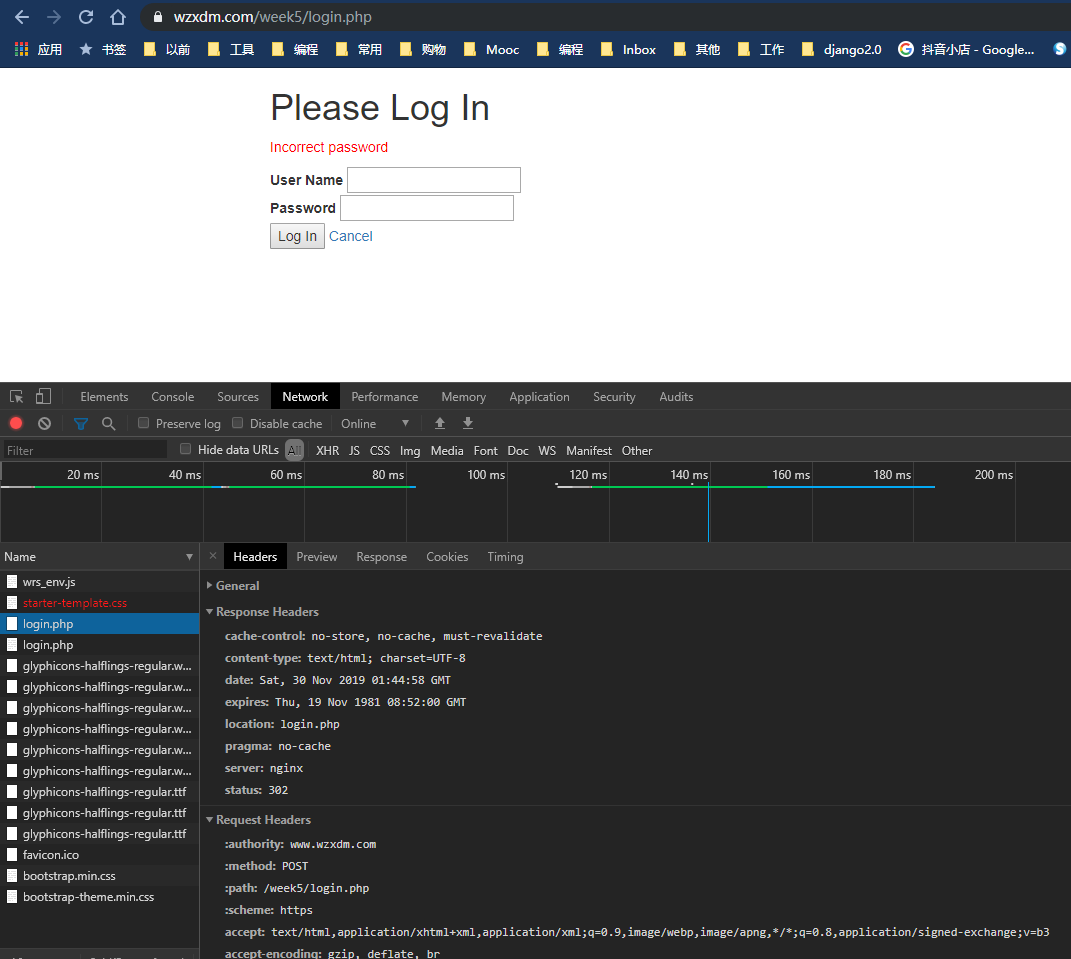 wzxdm.com/week5/login.php
应用 书签 以前 工具 编程 常用 购物 Mooc 编程 Inbox 其他 工作 django2.0 抖音小店 - Google...
Please Log In
Incorrect password
User Name
Password
Log In Cancel
Elements Console Sources Network Performance Memory Application Security Audits
Preserve log Disable cache Online
Filter Hide data URLs All XHR JS CSS Img Media Font Doc WS Manifest Other
20 ms 40 ms 60 ms 80 ms 100 ms 120 ms 140 ms 160 ms 180 ms 200 ms
Name
wrs_env.js
starter-template.css
login.php
login.php
glyphicons-halflings-regular.w...
glyphicons-halflings-regular.w...
glyphicons-halflings-regular.w...
glyphicons-halflings-regular.w...
glyphicons-halflings-regular.w...
glyphicons-halflings-regular.w...
glyphicons-halflings-regular.ttf
glyphicons-halflings-regular.ttf
glyphicons-halflings-regular.ttf
favicon.ico
bootstrap.min.css
bootstrap-theme.min.css
Headers Preview Response Cookies Timing
General
Response Headers
cache-control: no-store, no-cache, must-revalidate
content-type: text/html; charset=UTF-8
date: Sat, 30 Nov 2019 01:44:58 GMT
expires: Thu, 19 Nov 1981 08:52:00 GMT
location: login.php
pragma: no-cache
server: nginx
status: 302
Request Headers
:authority: www.wzxdm.com
:method: POST
:path: /week5/login.php
:scheme: https
accept: text/html,application/xhtml+xml,application/xml;q=0.9,image/webp,image/apng,*/*;q=0.8,application/signed-exchange;v=b3
accept-encoding: gzip, deflate, br